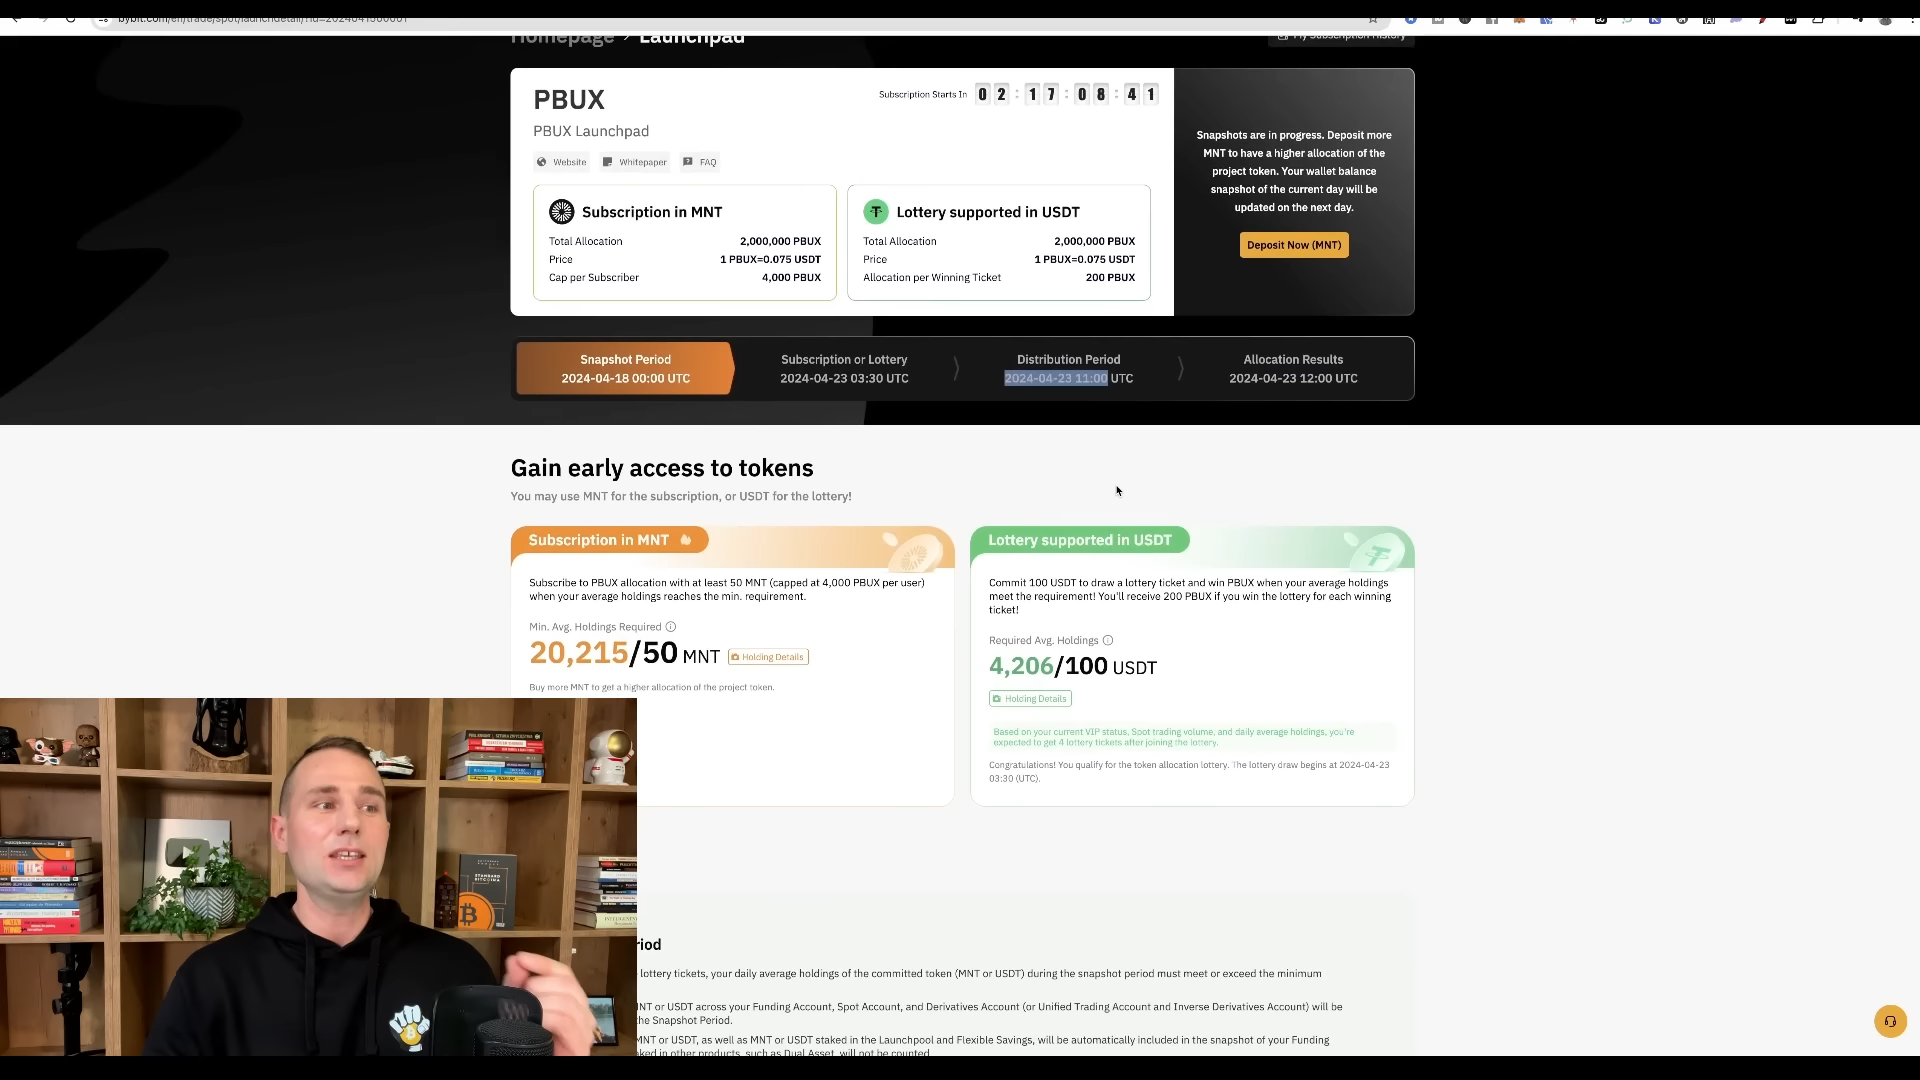 Homepage › Launchpad
My Subscription History
PBUX
Subscription Starts In 02 : 17 : 08 : 41
PBUX Launchpad
Website Whitepaper FAQ
Snapshots are in progress. Deposit more
MNT to have a higher allocation of the
project token. Your wallet balance
snapshot of the current day will be
updated on the next day.
Deposit Now (MNT)
Subscription in MNT
Total Allocation 2,000,000 PBUX
Price 1 PBUX=0.075 USDT
Cap per Subscriber 4,000 PBUX
Lottery supported in USDT
Total Allocation 2,000,000 PBUX
Price 1 PBUX=0.075 USDT
Allocation per Winning Ticket 200 PBUX
Snapshot Period
2024-04-18 00:00 UTC
Subscription or Lottery
2024-04-23 03:30 UTC
Distribution Period
2024-04-23 11:00 UTC
Allocation Results
2024-04-23 12:00 UTC
Gain early access to tokens
You may use MNT for the subscription, or USDT for the lottery!
Subscription in MNT
Subscribe to PBUX allocation with at least 50 MNT (capped at 4,000 PBUX per user)
when your average holdings reaches the min. requirement.
Min. Avg. Holdings Required
20,215/50 MNT Holding Details
Buy more MNT to get a higher allocation of the project token.
Lottery supported in USDT
Commit 100 USDT to draw a lottery ticket and win PBUX when your average holdings
meet the requirement! You'll receive 200 PBUX if you win the lottery for each winning
ticket!
Required Avg. Holdings
4,206/100 USDT
Holding Details
Based on your current VIP status, Spot trading volume, and daily average holdings, you're
expected to get 4 lottery tickets after joining the lottery.
Congratulations! You qualify for the token allocation lottery. The lottery draw begins at 2024-04-23
03:30 (UTC).
riod
lottery tickets, your daily average holdings of the committed token (MNT or USDT) during the snapshot period must meet or exceed the minimum
NT or USDT across your Funding Account, Spot Account, and Derivatives Account (or Unified Trading Account and Inverse Derivatives Account) will be
the Snapshot Period.
MNT or USDT, as well as MNT or USDT staked in the Launchpool and Flexible Savings, will be automatically included in the snapshot of your Funding
ked in other products, such as Dual Asset, will not be counted.
STANDARD
BITCOINA